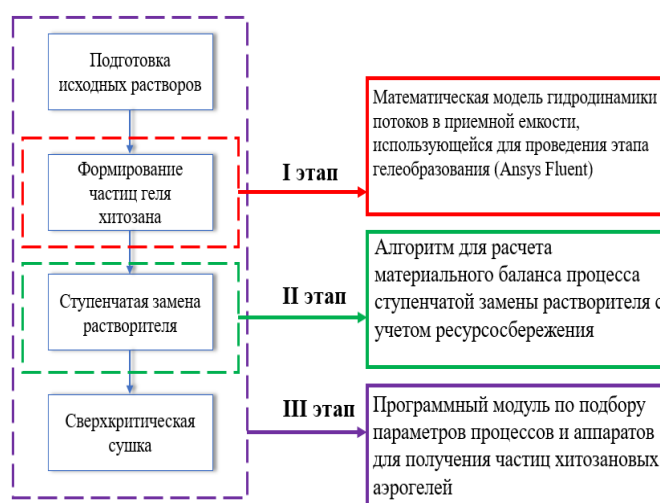 Подготовка
исходных растворов
Формирование
частиц геля
хитозана
Ступенчатая замена
растворителя
Сверхкритическая
сушка
I этап
Математическая модель гидродинамики
потоков в приемной емкости,
использующейся для проведения этапа
гелеобразования (Ansys Fluent)
II этап
Алгоритм для расчета
материального баланса процесса
ступенчатой замены растворителя с
учетом ресурсосбережения
III этап
Программный модуль по подбору
параметров процессов и аппаратов
для получения частиц хитозановых
аэрогелей